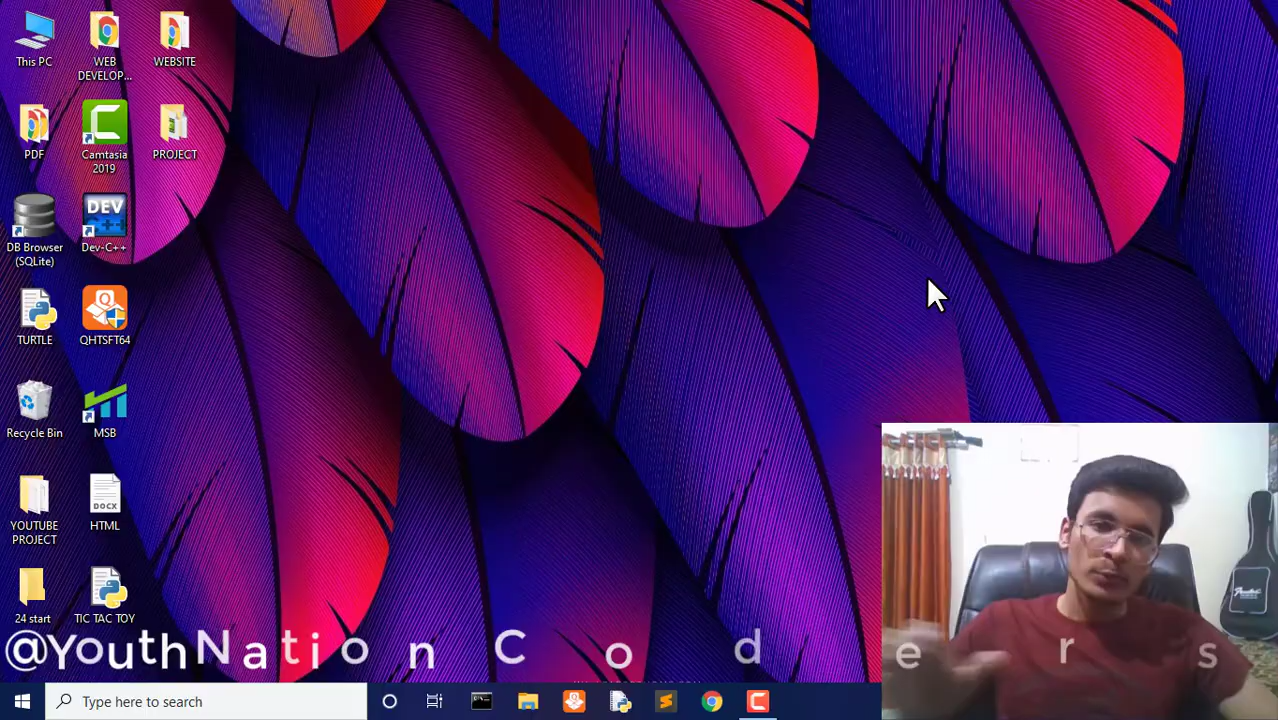 This PC
WEB
DEVELOP...
WEBSITE
PDF
Camtasia
2019
PROJECT
DB Browser
(SQLite)
DEV
Dev-C++
TURTLE
QHTSFT64
Recycle Bin
MSB
YOUTUBE
PROJECT
DOCX
HTML
24 start
TIC TAC TOY
Fender
@YouthNation Coders
Type here to search